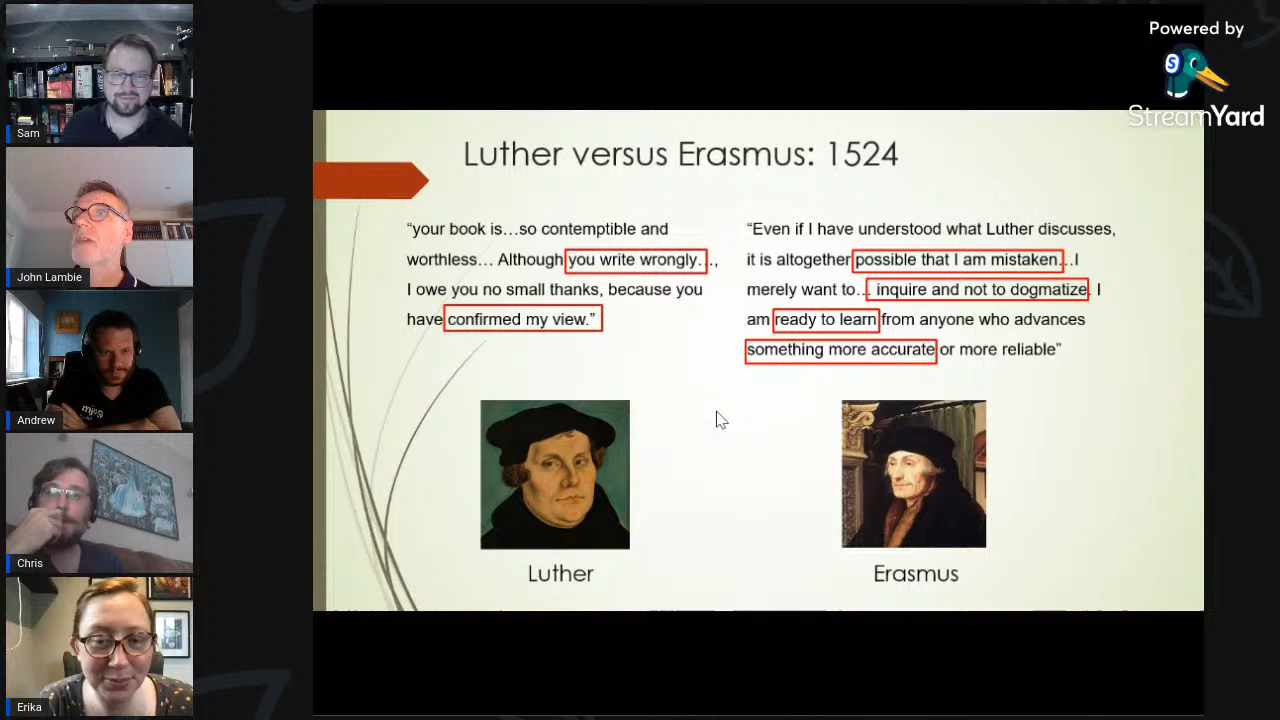 Powered by
StreamYard
Sam
John Lambie
Andrew
Chris
Erika
Luther versus Erasmus: 1524
“your book is…so contemptible and
worthless… Although you write wrongly…,
I owe you no small thanks, because you
have confirmed my view.”
“Even if I have understood what Luther discusses,
it is altogether possible that I am mistaken…I
merely want to… inquire and not to dogmatize. I
am ready to learn from anyone who advances
something more accurate or more reliable”
Luther
Erasmus